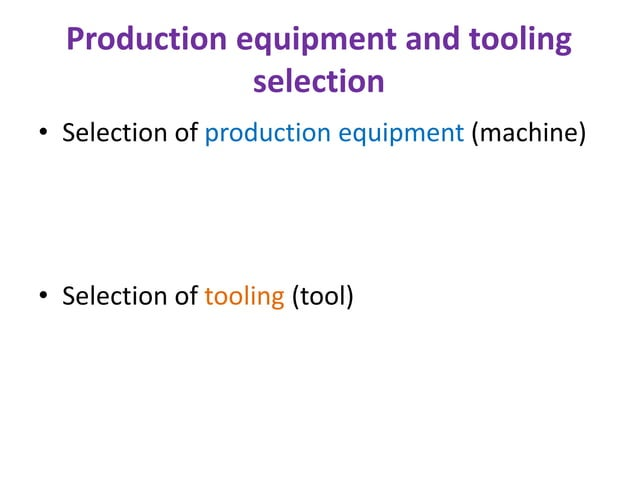 Production equipment and tooling
selection
• Selection of production equipment (machine)
• Selection of tooling (tool)